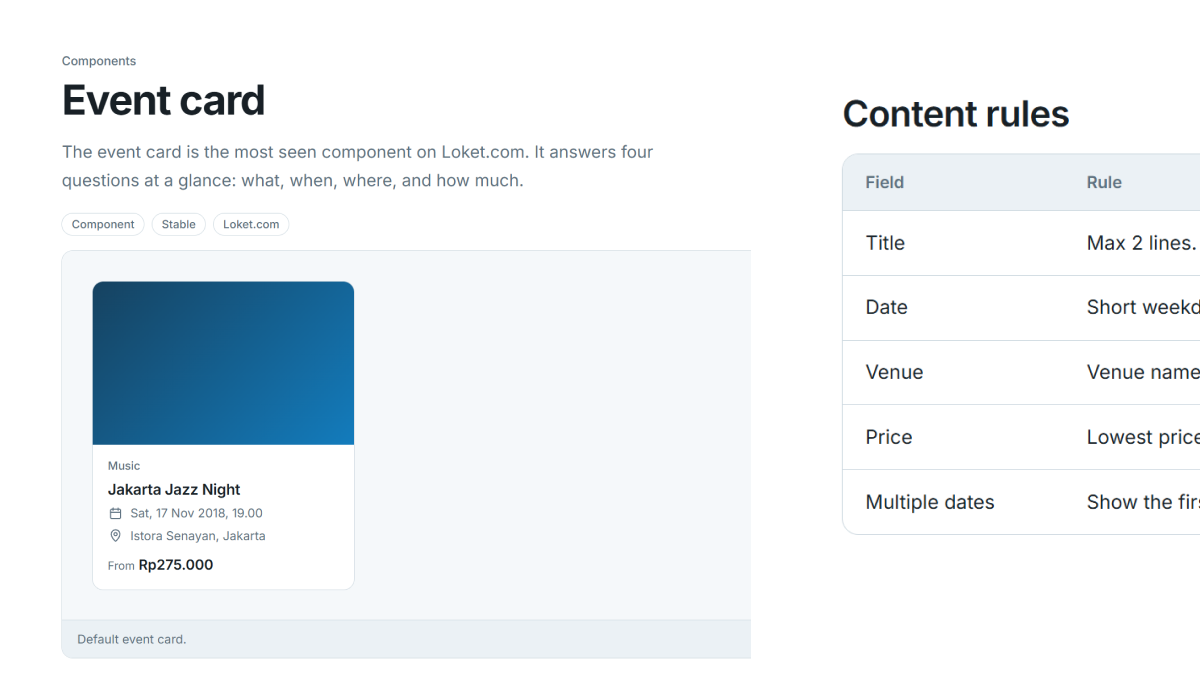 Components
Event card
The event card is the most seen component on Loket.com. It answers four
questions at a glance: what, when, where, and how much.
Component Stable Loket.com
Music
Jakarta Jazz Night
Sat, 17 Nov 2018, 19.00
Istora Senayan, Jakarta
From Rp275.000
Default event card.
Content rules
Field Rule
Title Max 2 lines.
Date Short
Venue Venue name
Price Lowest
Multiple dates Show the